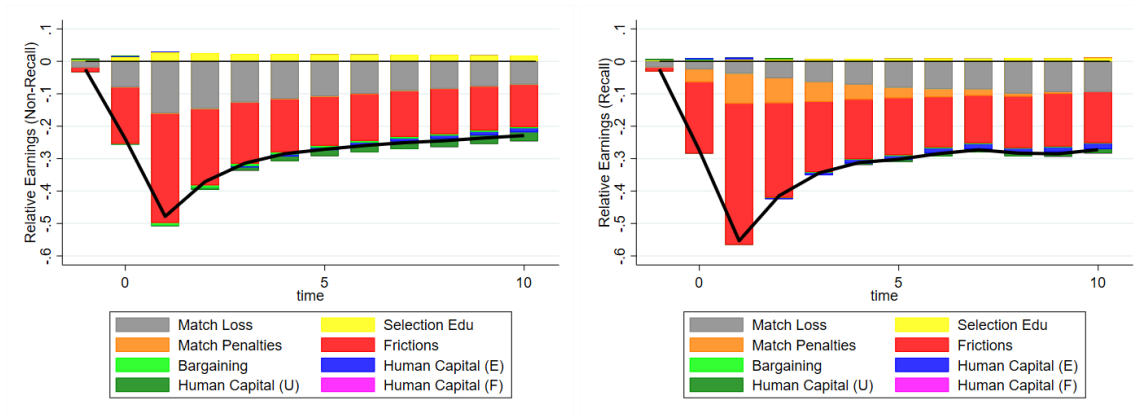 Relative Earnings (Non-Recall)
.1
0
-.1
-.2
-.3
-.4
-.5
-.6
0 5 10
time
Match Loss Selection Edu
Match Penalties Frictions
Bargaining Human Capital (E)
Human Capital (U) Human Capital (F)
Relative Earnings (Recall)
.1
0
-.1
-.2
-.3
-.4
-.5
-.6
0 5 10
time
Match Loss Selection Edu
Match Penalties Frictions
Bargaining Human Capital (E)
Human Capital (U) Human Capital (F)